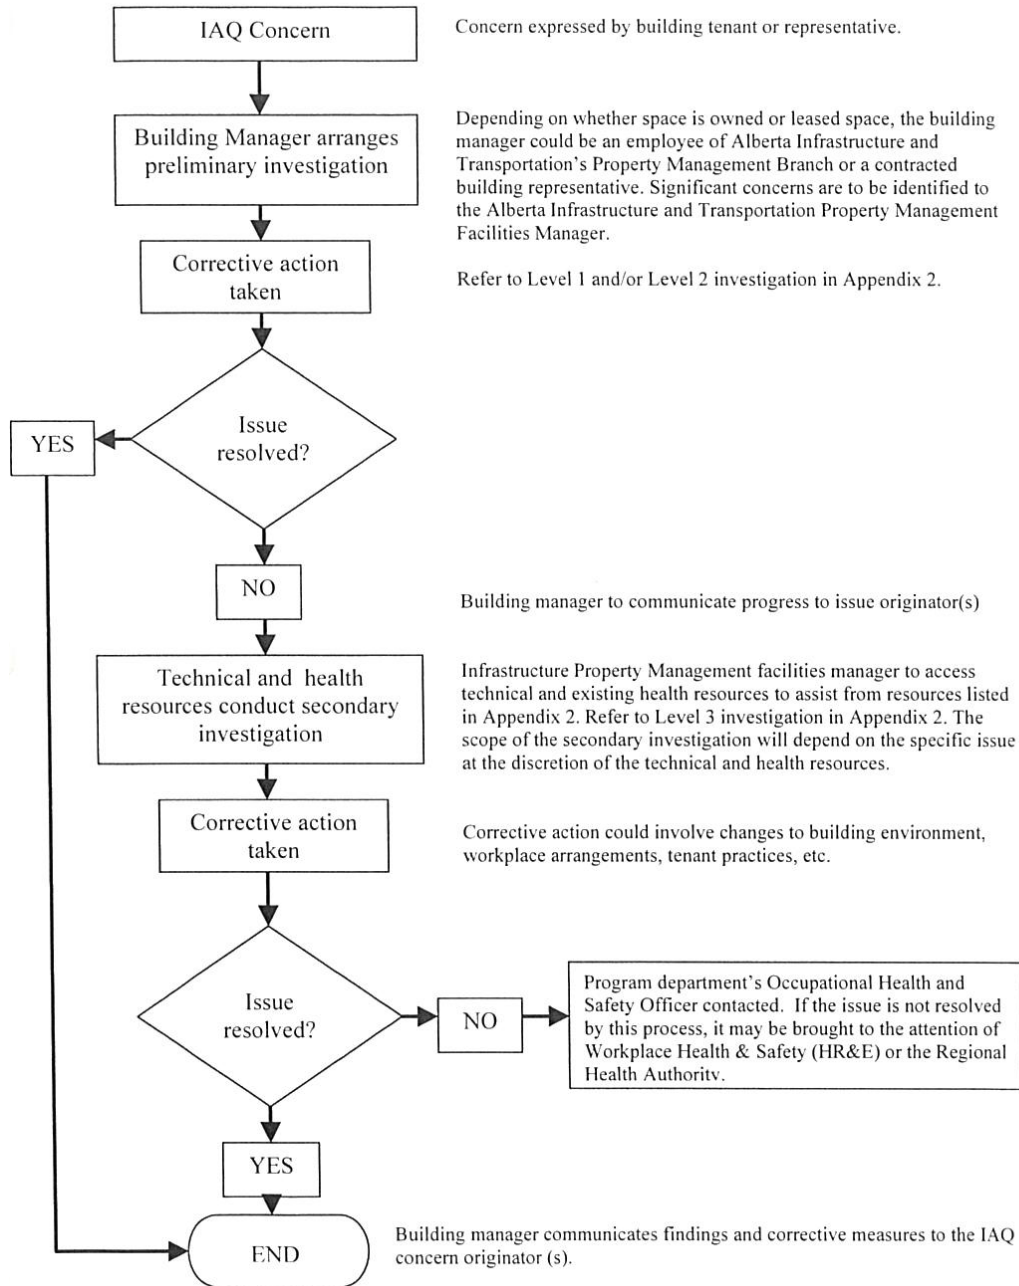 IAQ Concern
Concern expressed by building tenant or representative.
Building Manager arranges
preliminary investigation
Depending on whether space is owned or leased space, the building
manager could be an employee of Alberta Infrastructure and
Transportation's Property Management Branch or a contracted
building representative. Significant concerns are to be identified to
the Alberta Infrastructure and Transportation Property Management
Facilities Manager.
Corrective action
taken
Refer to Level 1 and/or Level 2 investigation in Appendix 2.
Issue
resolved?
YES
NO
Building manager to communicate progress to issue originator(s)
Technical and health
resources conduct secondary
investigation
Infrastructure Property Management facilities manager to access
technical and existing health resources to assist from resources listed
in Appendix 2. Refer to Level 3 investigation in Appendix 2. The
scope of the secondary investigation will depend on the specific issue
at the discretion of the technical and health resources.
Corrective action
taken
Corrective action could involve changes to building environment,
workplace arrangements, tenant practices, etc.
Issue
resolved?
NO
Program department's Occupational Health and
Safety Officer contacted. If the issue is not resolved
by this process, it may be brought to the attention of
Workplace Health & Safety (HR&E) or the Regional
Health Authority.
YES
END
Building manager communicates findings and corrective measures to the IAQ
concern originator (s).